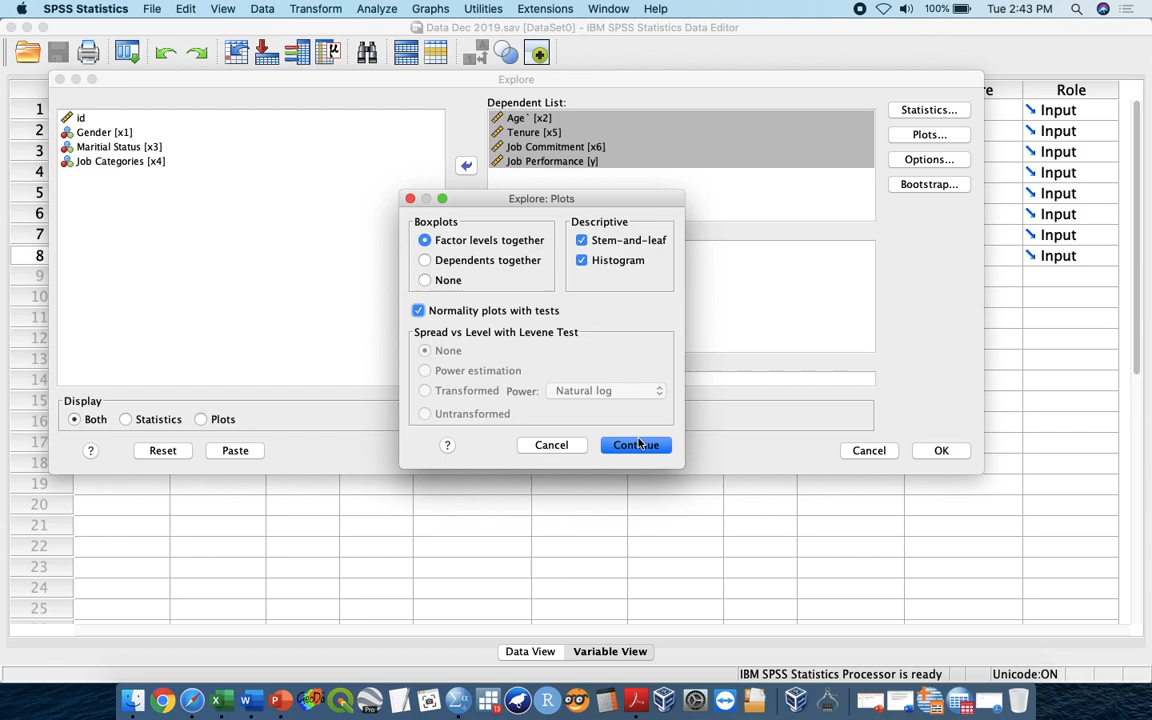 SPSS Statistics File Edit View Data Transform Analyze Graphs Utilities Extensions Window Help 100% Tue 2:43 PM
Data Dec 2019.sav [DataSet0] - IBM SPSS Statistics Data Editor
Explore
Role
Dependent List:
id
Gender [x1]
Maritial Status [x3]
Job Categories [x4]
Age` [x2]
Tenure [x5]
Job Commitment [x6]
Job Performance [y]
Statistics...
Plots...
Options...
Bootstrap...
Explore: Plots
Boxplots
Factor levels together
Dependents together
None
Descriptive
Stem-and-leaf
Histogram
Normality plots with tests
Spread vs Level with Levene Test
None
Power estimation
Transformed Power: Natural log
Untransformed
? Cancel Continue
Display
Both Statistics Plots
? Reset Paste Cancel OK
1 Input
2 Input
3 Input
4 Input
5 Input
6 Input
7 Input
8 Input
9
10
11
12
13
14
15
16
17
18
19
20
21
22
23
24
25
Data View Variable View
IBM SPSS Statistics Processor is ready Unicode:ON